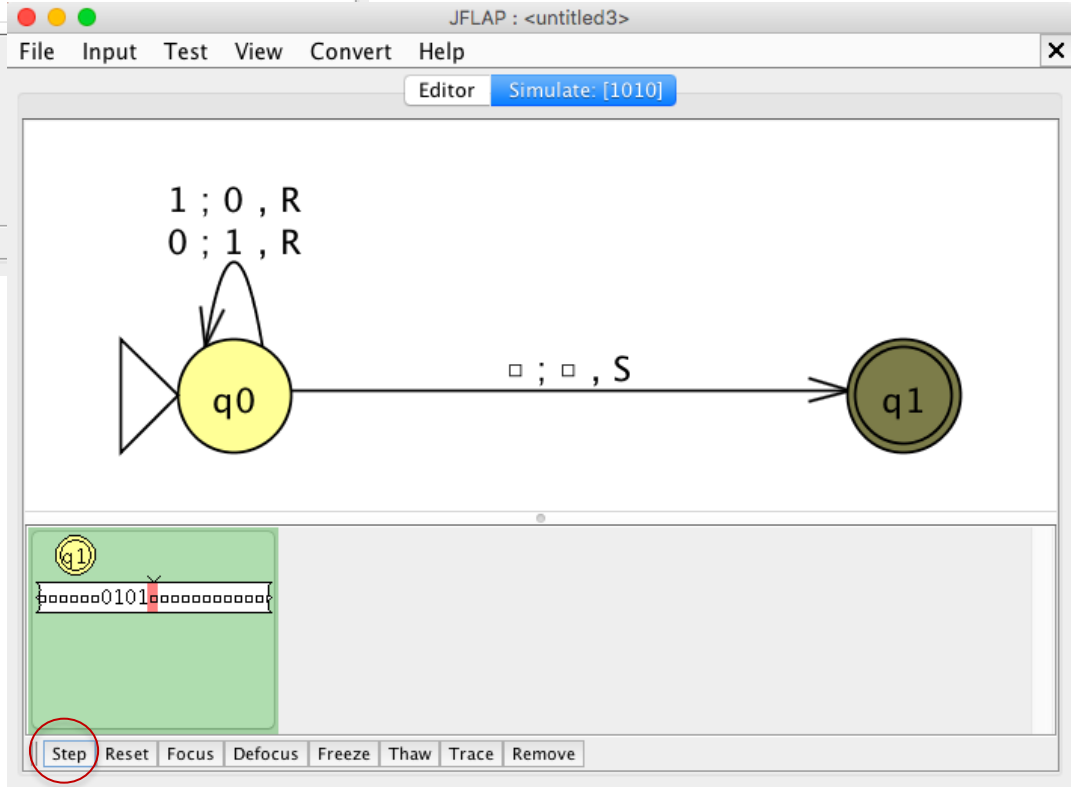 JFLAP : <untitled3>
File Input Test View Convert Help
Editor Simulate: [1010]
1 ; 0 , R
0 ; 1 , R
□ ; □ , S
q0
q1
q1
□□□□□□0101□□□□□□□□□□□□
Step Reset Focus Defocus Freeze Thaw Trace Remove